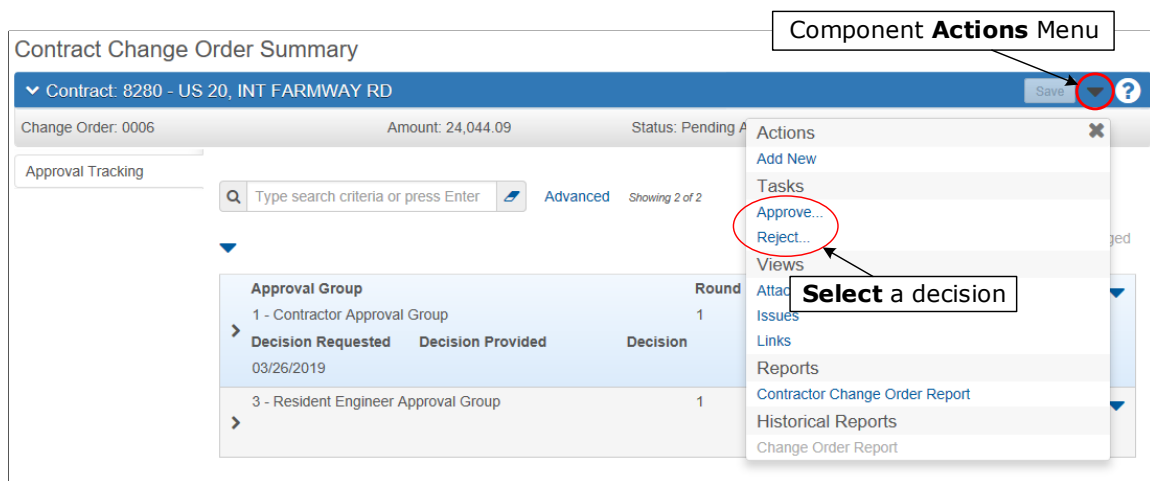 Component Actions Menu
Contract Change Order Summary
Contract: 8280 - US 20, INT FARMWAY RD
Save
?
Change Order: 0006
Amount: 24,044.09
Status: Pending A
Approval Tracking
Type search criteria or press Enter
Advanced
Showing 2 of 2
ged
Approval Group
Round
1 - Contractor Approval Group
1
Decision Requested
Decision Provided
Decision
03/26/2019
3 - Resident Engineer Approval Group
1
Actions
Add New
Tasks
Approve...
Reject...
Views
Attac
Select a decision
Issues
Links
Reports
Contractor Change Order Report
Historical Reports
Change Order Report